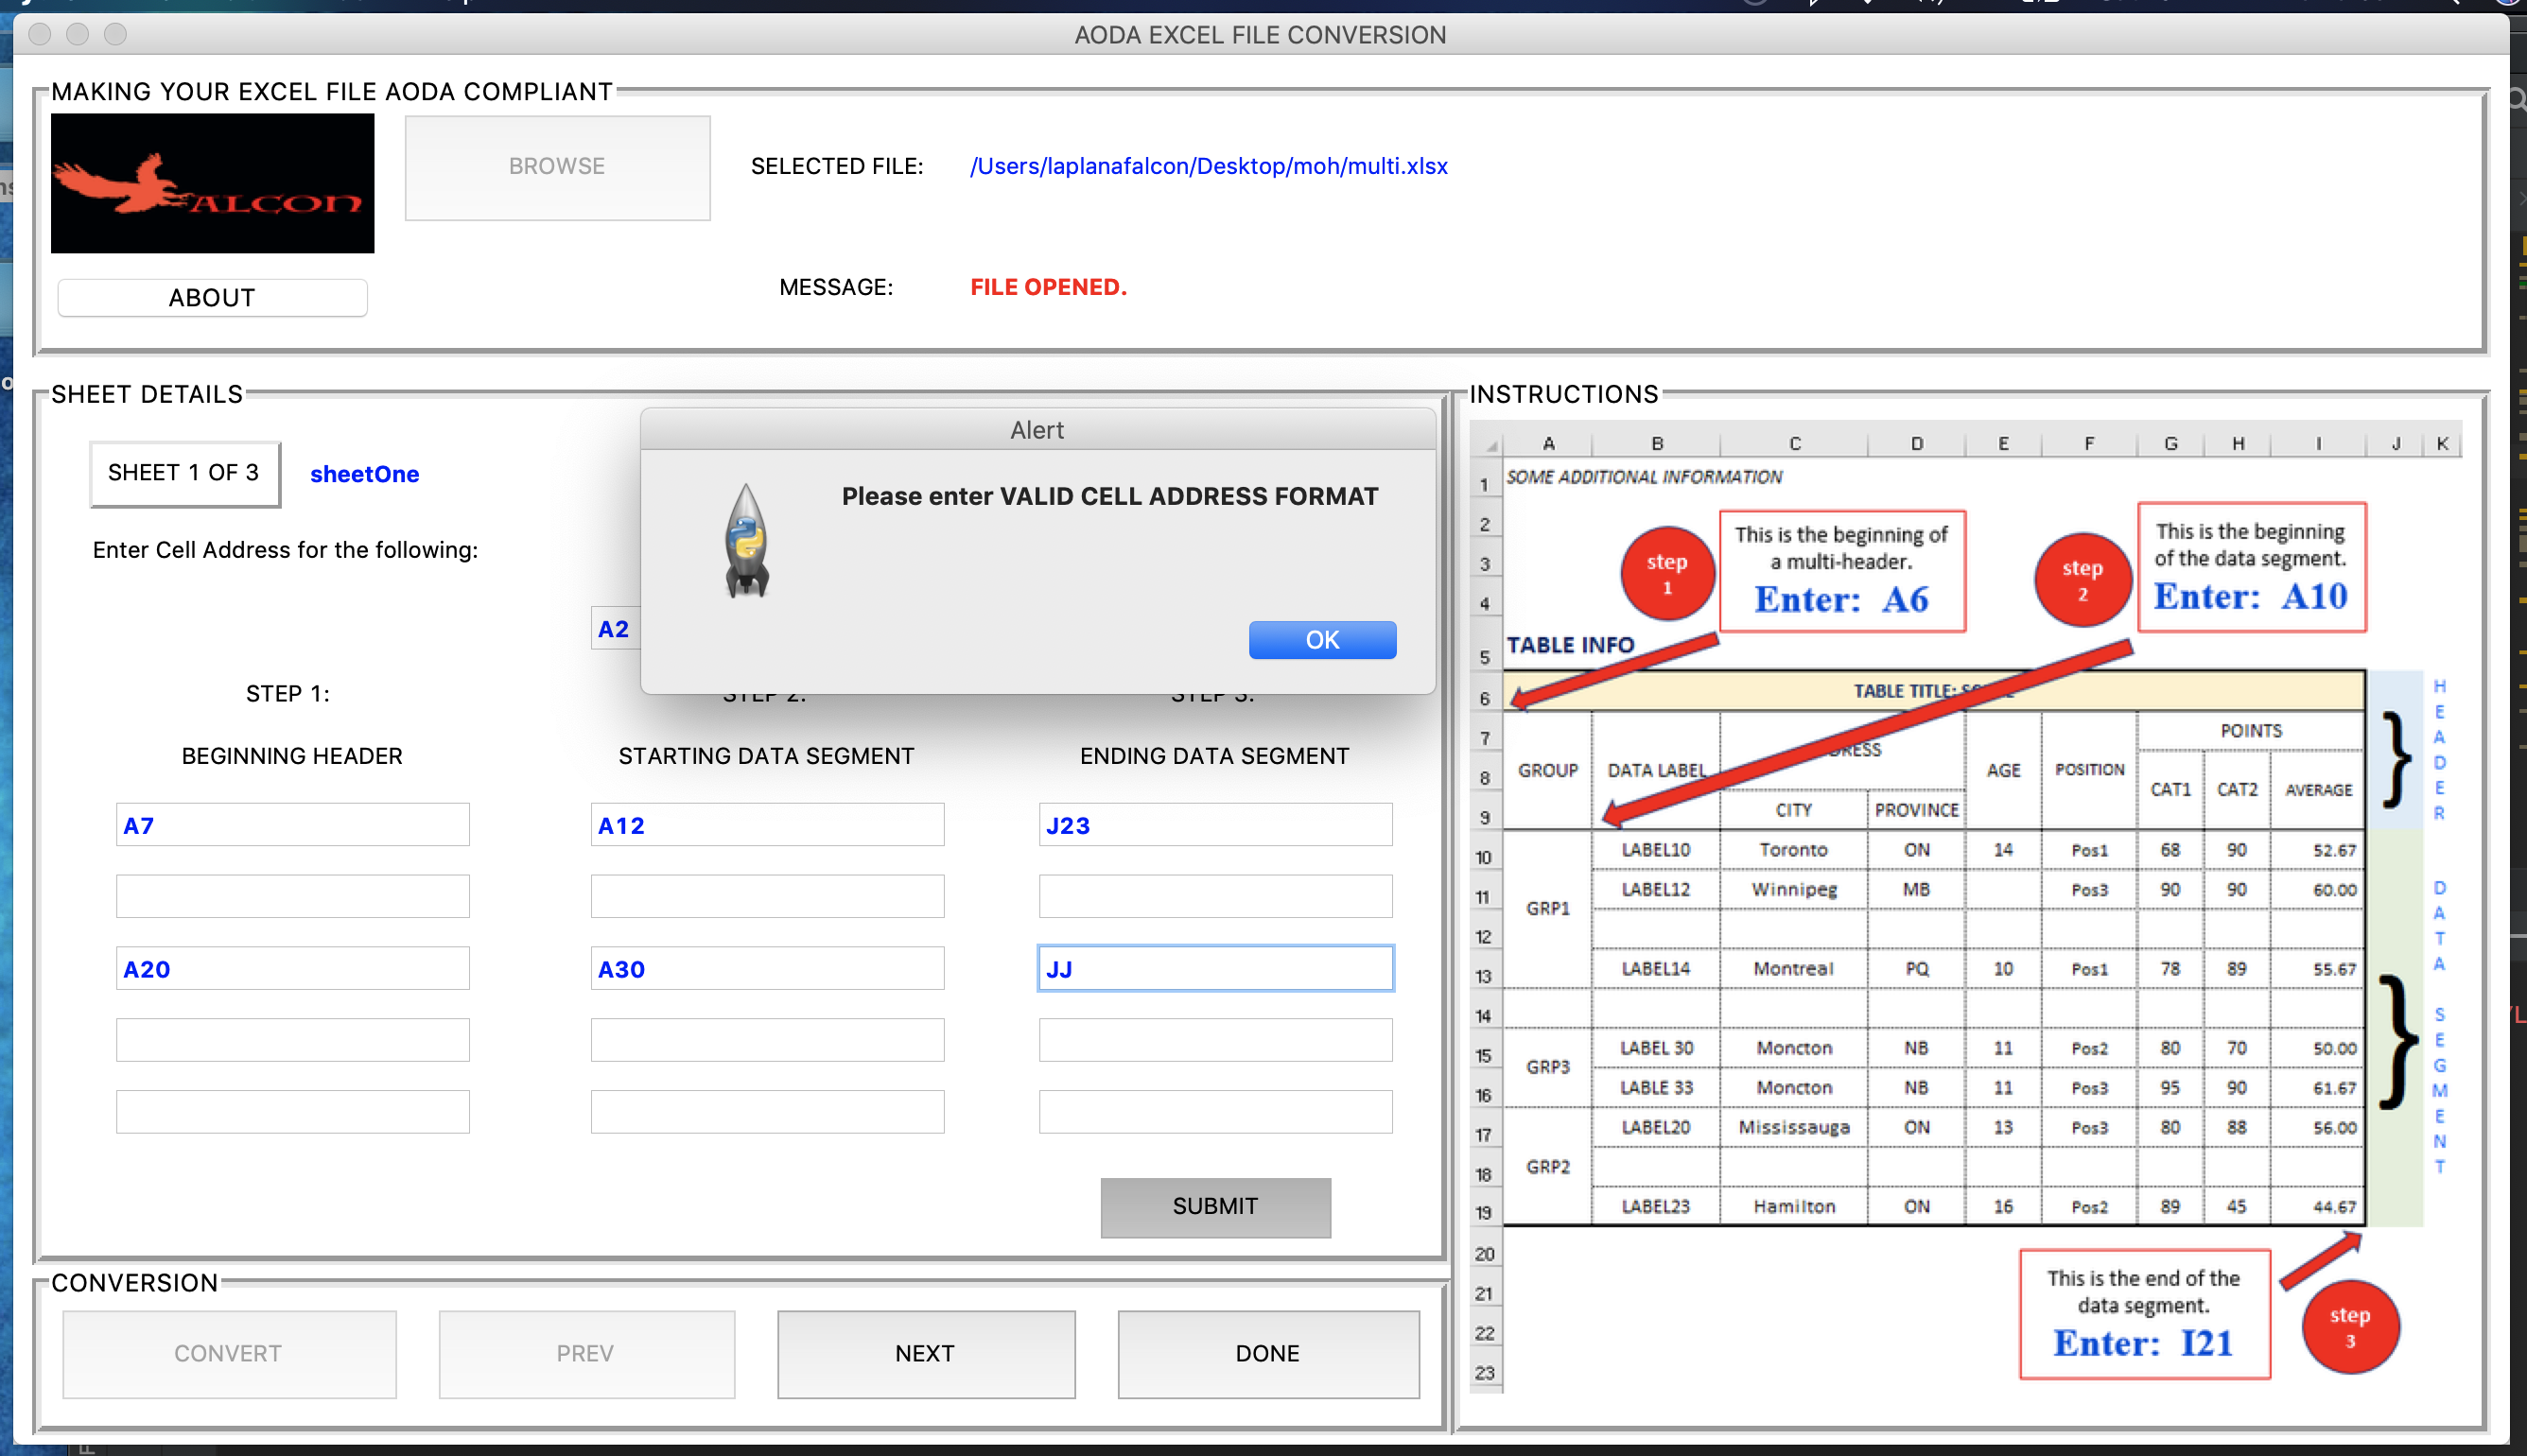 AODA EXCEL FILE CONVERSION
MAKING YOUR EXCEL FILE AODA COMPLIANT
ALCON
BROWSE
SELECTED FILE: /Users/laplanafalcon/Desktop/moh/multi.xlsx
ABOUT
MESSAGE: FILE OPENED.
SHEET DETAILS
SHEET 1 OF 3 sheetOne
Enter Cell Address for the following:
A2
Alert
Please enter VALID CELL ADDRESS FORMAT
OK
STEP 1: STEP 2: STEP 3:
BEGINNING HEADER STARTING DATA SEGMENT ENDING DATA SEGMENT
A7 A12 J23
A20 A30 JJ
SUBMIT
CONVERSION
CONVERT PREV NEXT DONE
INSTRUCTIONS
A B C D E F G H I J K
1 SOME ADDITIONAL INFORMATION
2
3
4
step 1
This is the beginning of
a multi-header.
Enter: A6
step 2
This is the beginning
of the data segment.
Enter: A10
5 TABLE INFO
6 TABLE TITLE:
7 POINTS
8 GROUP DATA LABEL AGE POSITION CAT1 CAT2 AVERAGE
9 CITY PROVINCE
10 LABEL10 Toronto ON 14 Pos1 68 90 52.67
11 GRP1 LABEL12 Winnipeg MB Pos3 90 90 60.00
12
13 LABEL14 Montreal PQ 10 Pos1 78 89 55.67
14
15 GRP3 LABEL 30 Moncton NB 11 Pos2 80 70 50.00
16 LABLE 33 Moncton NB 11 Pos3 95 90 61.67
17 LABEL20 Mississauga ON 13 Pos3 80 88 56.00
18 GRP2
19 LABEL23 Hamilton ON 16 Pos2 89 45 44.67
20
21
22
23
HEADER
DATA SEGMENT
This is the end of the
data segment.
Enter: I21
step 3